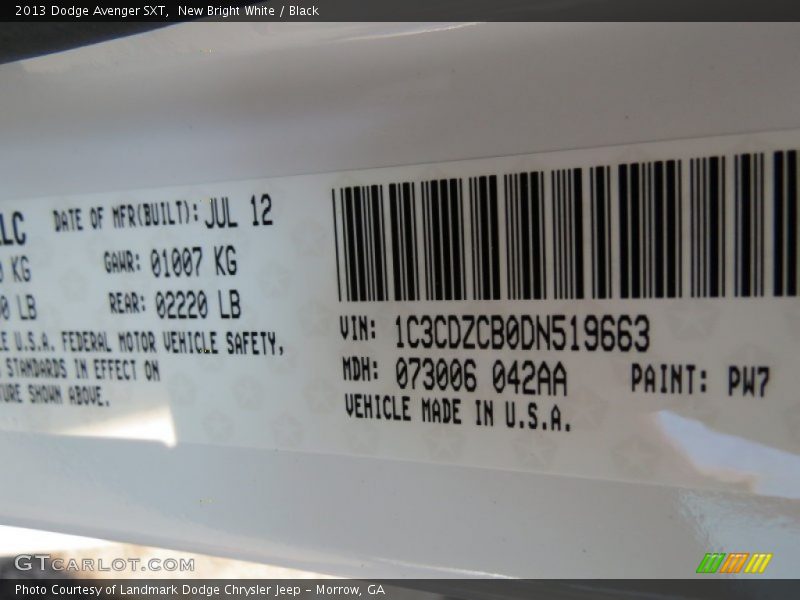 2013 Dodge Avenger SXT, New Bright White / Black
LLC DATE OF MFR(BUILT): JUL 12
KG GAWR: 01007 KG
LB REAR: 02220 LB
U.S.A. FEDERAL MOTOR VEHICLE SAFETY,
STANDARDS IN EFFECT ON
SHOWN ABOVE.
VIN: 1C3CDZCB0DN519663
MDH: 073006 042AA PAINT: PW7
VEHICLE MADE IN U.S.A.
GTCARLOT.COM
Photo Courtesy of Landmark Dodge Chrysler Jeep – Morrow, GA